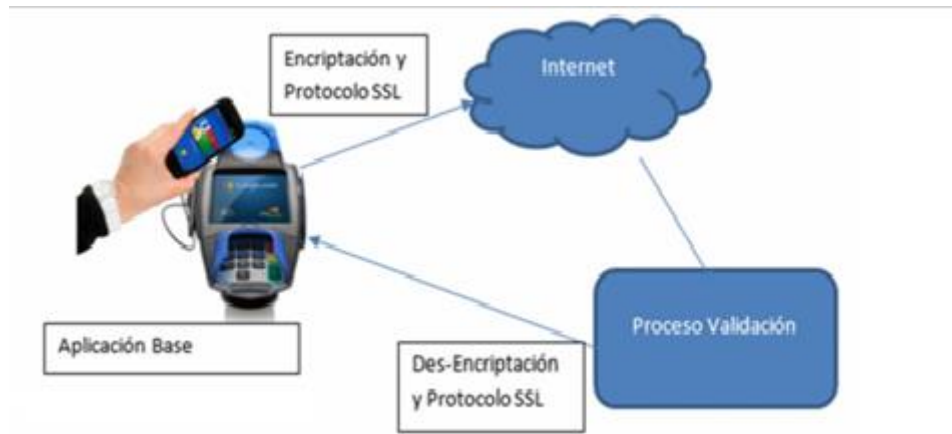 Encriptación y
Protocolo SSL
Internet
Aplicación Base
Proceso Validación
Des-Encriptación
y Protocolo SSL